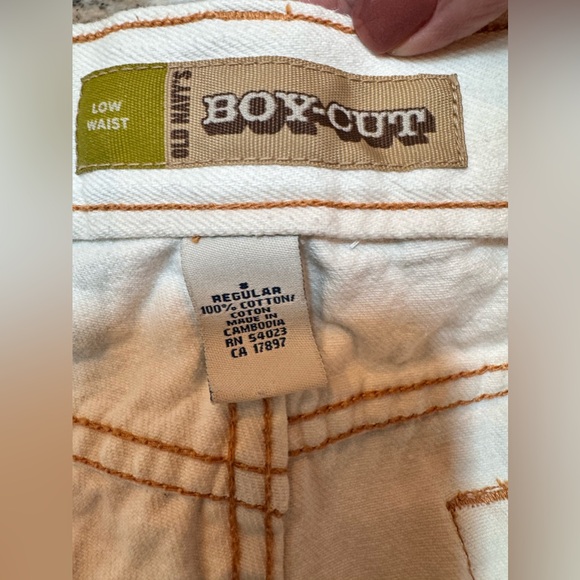 LOW
WAIST
OLD NAVY'S
BOY-CUT
8
REGULAR
100% COTTON/
COTON
MADE IN
CAMBODIA
RN 54023
CA 17897